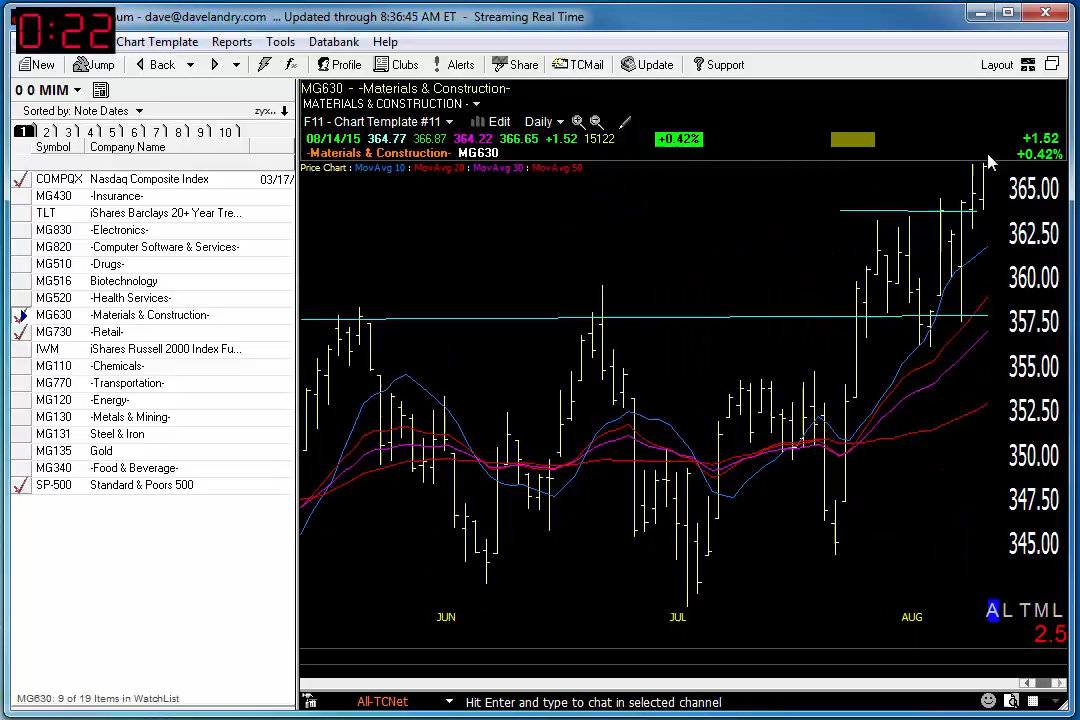 0:22
um - dave@davelandry.com ... Updated through 8:36:45 AM ET - Streaming Real Time
Chart Template Reports Tools Databank Help
New Jump Back Profile Clubs Alerts Share TCMail Update Support Layout
0 0 MIM
Sorted by: Note Dates zyx..
1 2 3 4 5 6 7 8 9 10
Symbol Company Name
COMPQX Nasdaq Composite Index 03/17/
MG430 -Insurance-
TLT iShares Barclays 20+ Year Tre...
MG830 -Electronics-
MG820 -Computer Software & Services-
MG510 -Drugs-
MG516 Biotechnology
MG520 -Health Services-
MG630 -Materials & Construction-
MG730 -Retail-
IWM iShares Russell 2000 Index Fu...
MG110 -Chemicals-
MG770 -Transportation-
MG120 -Energy-
MG130 -Metals & Mining-
MG131 Steel & Iron
MG135 Gold
MG340 -Food & Beverage-
SP-500 Standard & Poors 500
MG630: 9 of 19 Items in WatchList
MG630 - -Materials & Construction-
MATERIALS & CONSTRUCTION -
F11 - Chart Template #11 Edit Daily
08/14/15 364.77 366.87 364.22 366.65 +1.52 15122 +0.42% +1.52
-Materials & Construction- MG630 +0.42%
Price Chart : MovAvg 10 : MovAvg 20 : MovAvg 30 : MovAvg 50
365.00
362.50
360.00
357.50
355.00
352.50
350.00
347.50
345.00
JUN JUL AUG
A L T M L
2.5
All-TCNet Hit Enter and type to chat in selected channel